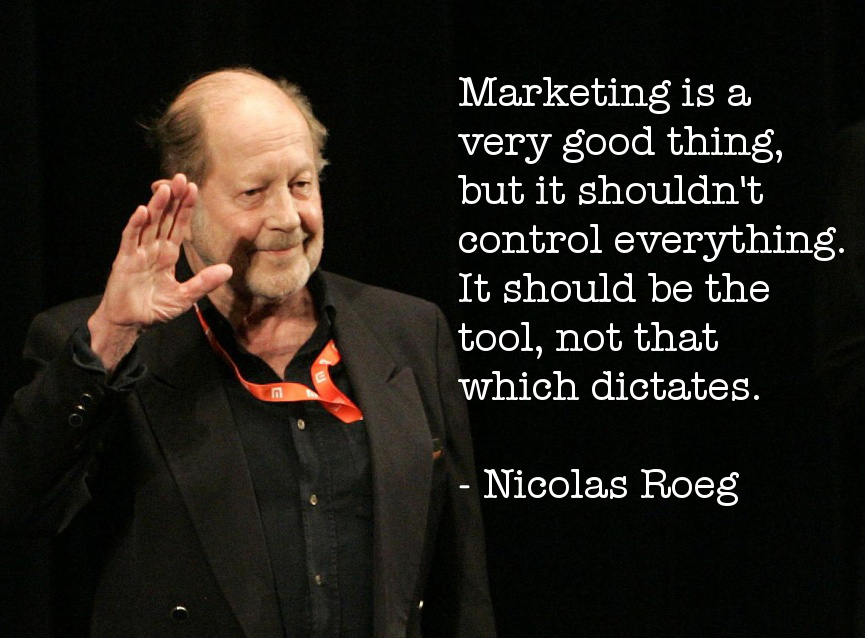 Marketing is a
very good thing,
but it shouldn't
control everything.
It should be the
tool, not that
which dictates.
- Nicolas Roeg